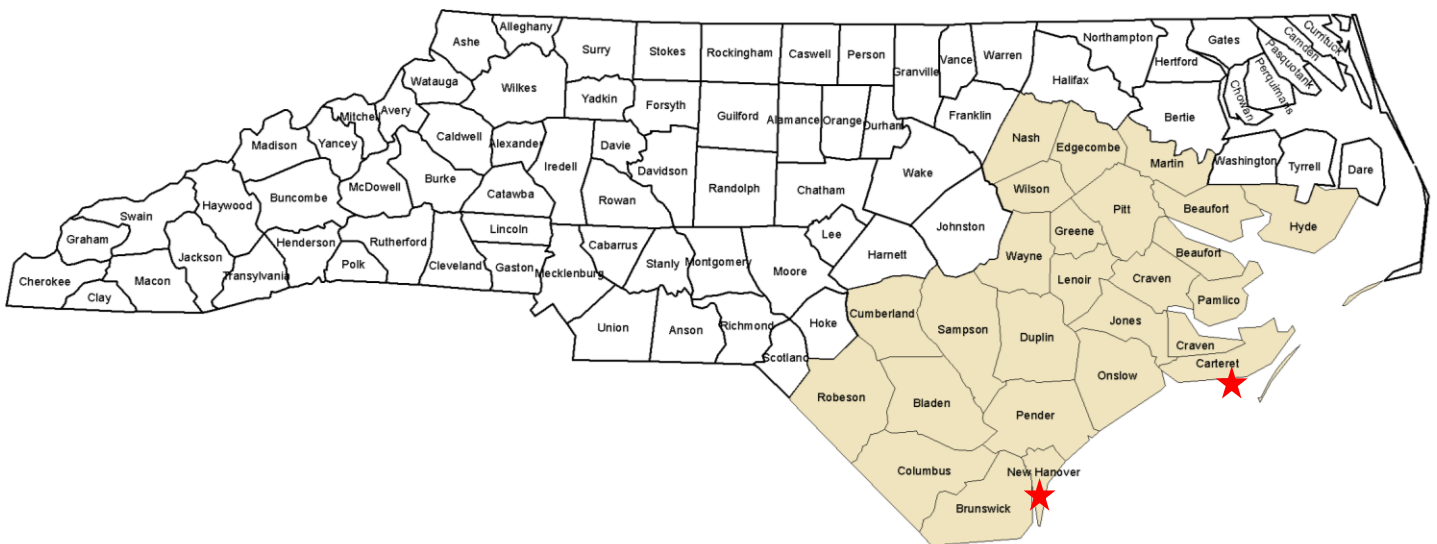 Alleghany
Ashe
Surry
Stokes
Rockingham
Caswell
Person
Granville
Vance
Warren
Northampton
Gates
Currituck
Camden
Pasquotank
Perquimans
Chowan
Hertford
Halifax
Watauga
Wilkes
Yadkin
Forsyth
Guilford
Alamance
Orange
Durham
Franklin
Bertie
Mitchel
Avery
Caldwell
Alexander
Iredell
Davie
Davidson
Nash
Edgecombe
Martin
Washington
Tyrrell
Dare
Madison
Yancey
McDowell
Burke
Catawba
Rowan
Randolph
Chatham
Wake
Wilson
Pitt
Beaufort
Hyde
Swain
Haywood
Buncombe
Rutherford
Lincoln
Lee
Johnston
Greene
Graham
Jackson
Henderson
Polk
Cleveland
Gaston
Mecklenburg
Cabarrus
Stanly
Montgomery
Moore
Harnett
Wayne
Lenoir
Craven
Beaufort
Pamlico
Cherokee
Clay
Macon
Transylvania
Union
Anson
Richmond
Hoke
Scotland
Cumberland
Sampson
Duplin
Jones
Craven
Carteret
Onslow
Robeson
Bladen
Pender
Columbus
New Hanover
Brunswick